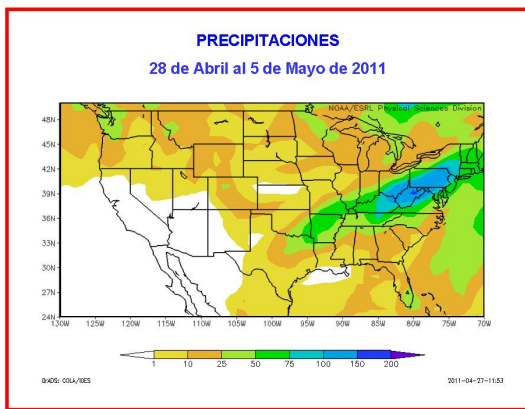 PRECIPITACIONES
28 de Abril al 5 de Mayo de 2011
NOAA/ESRL Physical Sciences Division
48N
45N
42N
39N
36N
33N
30N
27N
24N
130W 125W 120W 115W 110W 105W 100W 95W 90W 85W 80W 75W 70W
1 10 25 50 75 100 150 200
GrADS: COLA/IGES 2011-04-27-11:53